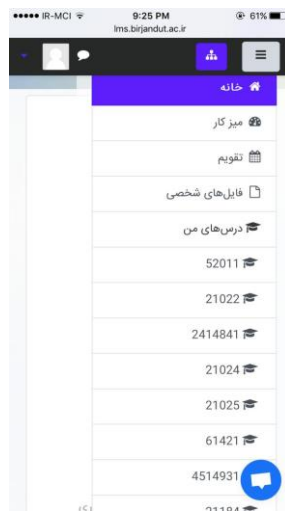 IR-MCI 9:25 PM 61%
lms.birjandut.ac.ir
خانه
میز کار
تقویم
فایل‌های شخصی
درس‌های من
52011
21022
2414841
21024
21025
61421
4514931
21184